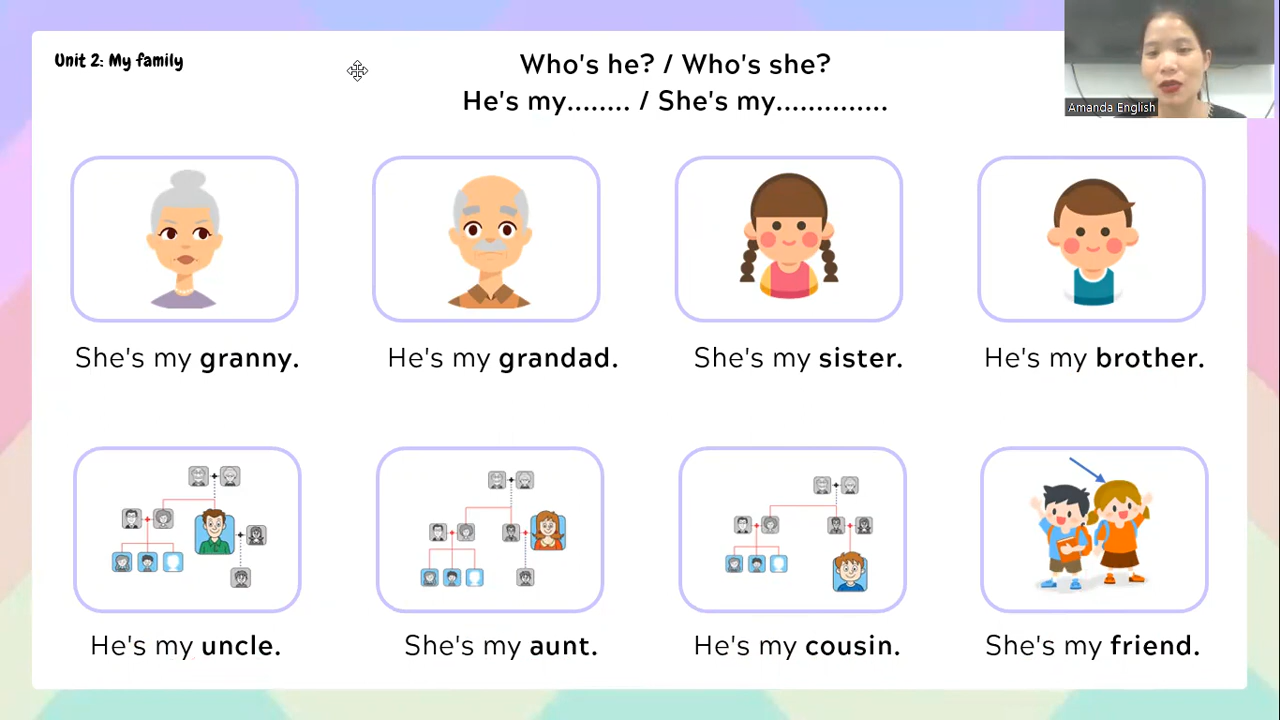 Unit 2: My family
Who's he? / Who's she?
He's my........ / She's my..............
Amanda English
She's my granny.
He's my grandad.
She's my sister.
He's my brother.
He's my uncle.
She's my aunt.
He's my cousin.
She's my friend.